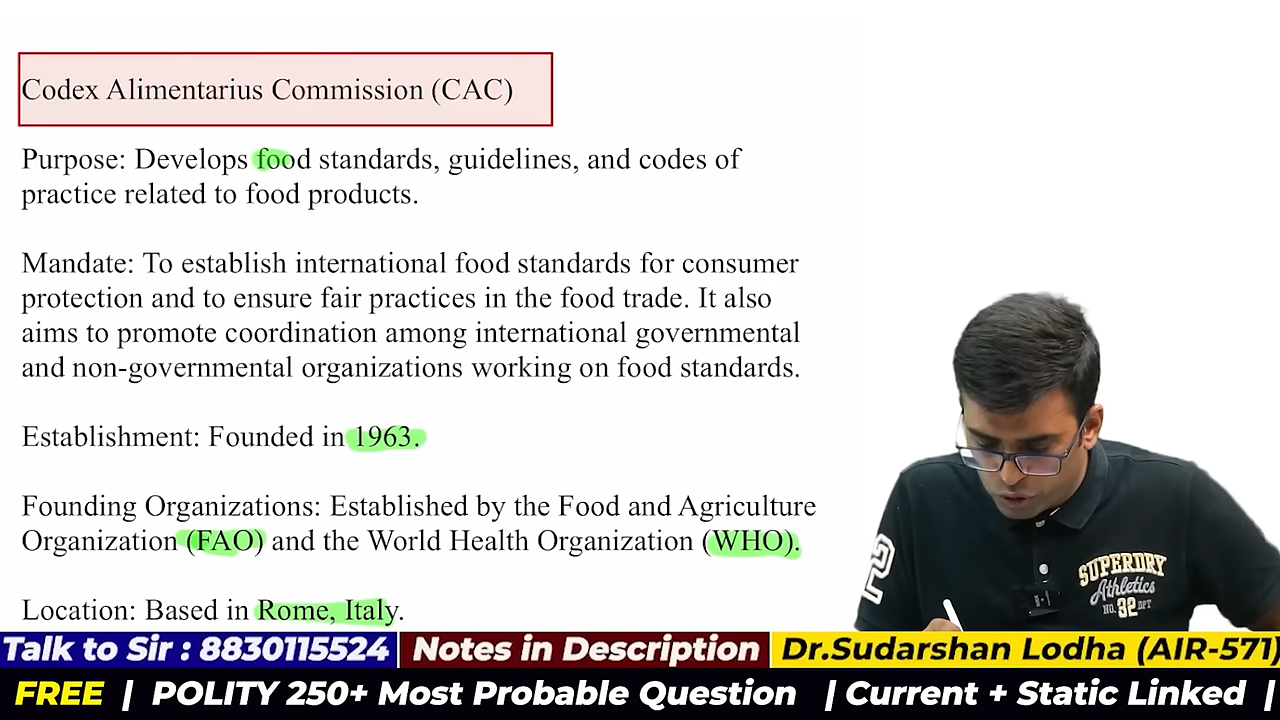 Codex Alimentarius Commission (CAC)
Purpose: Develops food standards, guidelines, and codes of
practice related to food products.
Mandate: To establish international food standards for consumer
protection and to ensure fair practices in the food trade. It also
aims to promote coordination among international governmental
and non-governmental organizations working on food standards.
Establishment: Founded in 1963.
Founding Organizations: Established by the Food and Agriculture
Organization (FAO) and the World Health Organization (WHO).
Location: Based in Rome, Italy.
2
SUPERDRY
Athletics
NO. 32 DPT
Talk to Sir : 8830115524 Notes in Description Dr.Sudarshan Lodha (AIR-571)
FREE | POLITY 250+ Most Probable Question | Current + Static Linked |